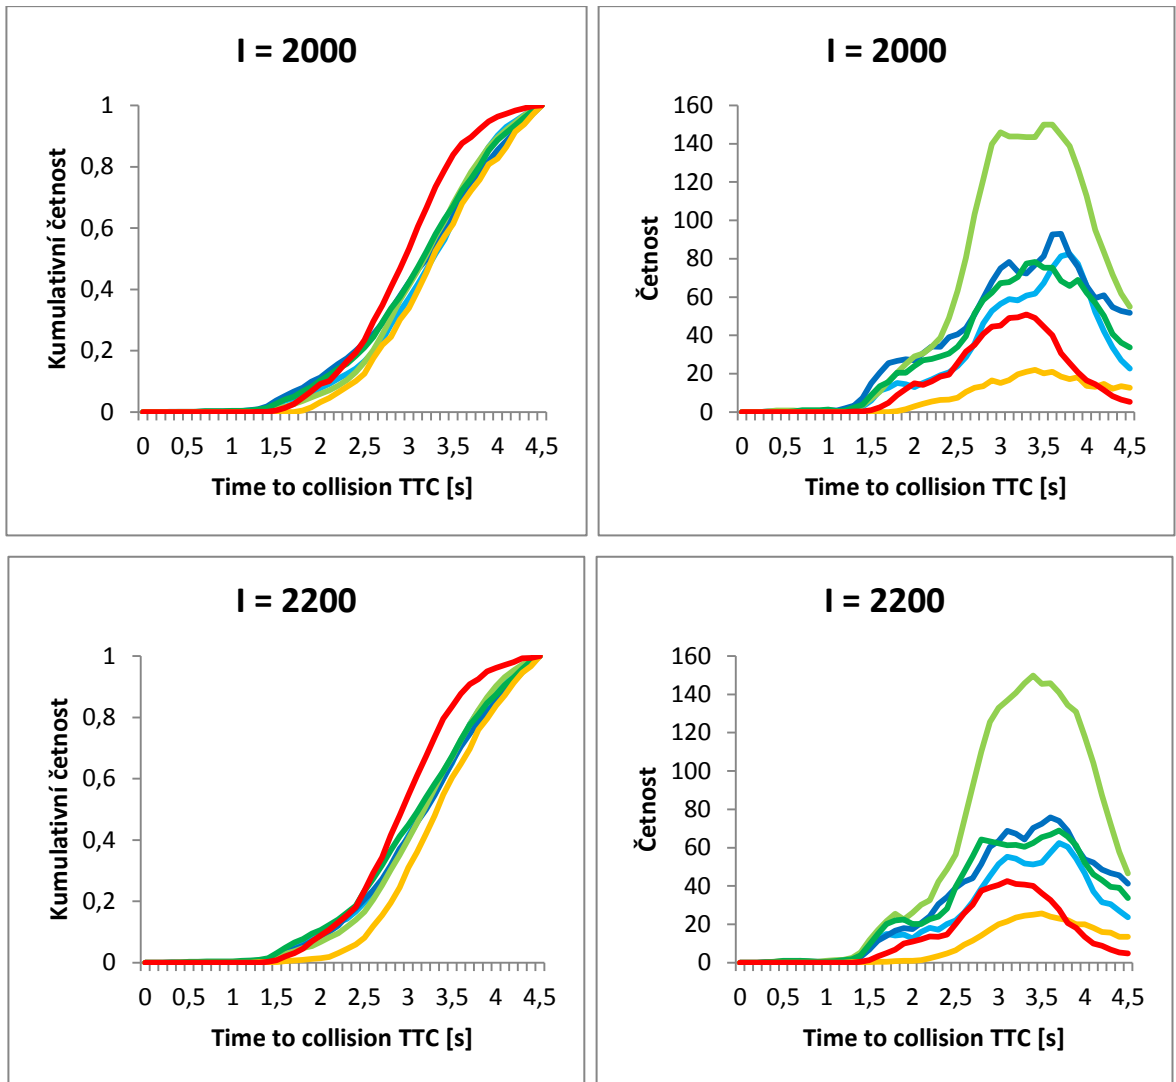 I = 2000
Kumulativní četnost
1
0,8
0,6
0,4
0,2
0
0 0,5 1 1,5 2 2,5 3 3,5 4 4,5
Time to collision TTC [s]
I = 2000
Četnost
160
140
120
100
80
60
40
20
0
0 0,5 1 1,5 2 2,5 3 3,5 4 4,5
Time to collision TTC [s]
I = 2200
Kumulativní četnost
1
0,8
0,6
0,4
0,2
0
0 0,5 1 1,5 2 2,5 3 3,5 4 4,5
Time to collision TTC [s]
I = 2200
Četnost
160
140
120
100
80
60
40
20
0
0 0,5 1 1,5 2 2,5 3 3,5 4 4,5
Time to collision TTC [s]